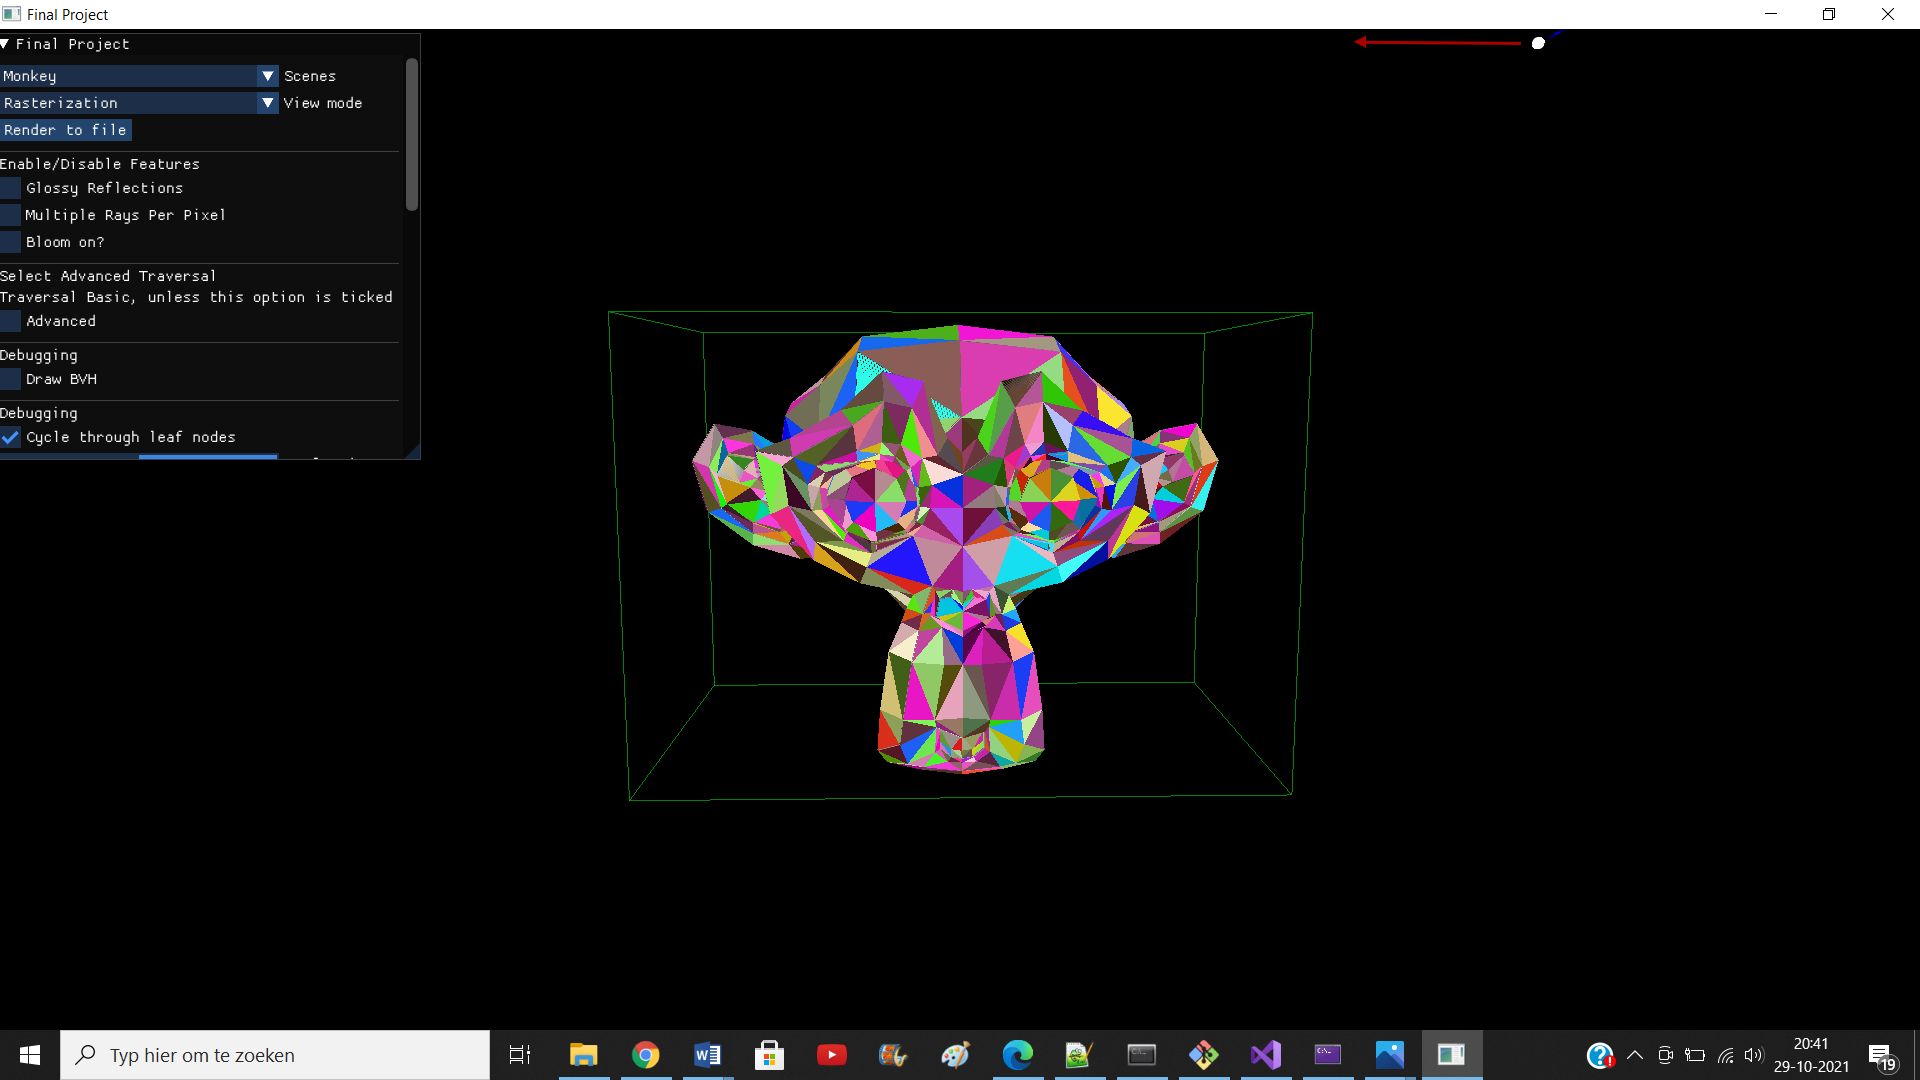 Final Project
Final Project
Monkey
Scenes
Rasterization
View mode
Render to file
Enable/Disable Features
Glossy Reflections
Multiple Rays Per Pixel
Bloom on?
Select Advanced Traversal
Traversal Basic, unless this option is ticked
Advanced
Debugging
Draw BVH
Debugging
Cycle through leaf nodes
Typ hier om te zoeken
20:41
29-10-2021
19